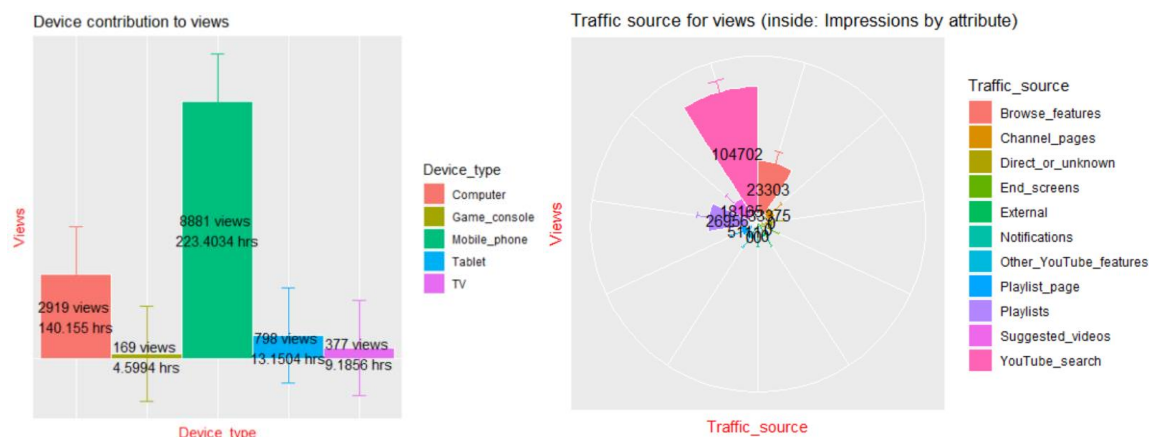 Device contribution to views
Views
8881 views
223.4034 hrs
2919 views
140.155 hrs
169 views
4.5994 hrs
798 views
13.1504 hrs
377 views
9.1856 hrs
Device_type
Device_type
Computer
Game_console
Mobile_phone
Tablet
TV
Traffic source for views (inside: Impressions by attribute)
Views
104702
23303
18165
26956
Traffic_source
Traffic_source
Browse_features
Channel_pages
Direct_or_unknown
End_screens
External
Notifications
Other_YouTube_features
Playlist_page
Playlists
Suggested_videos
YouTube_search